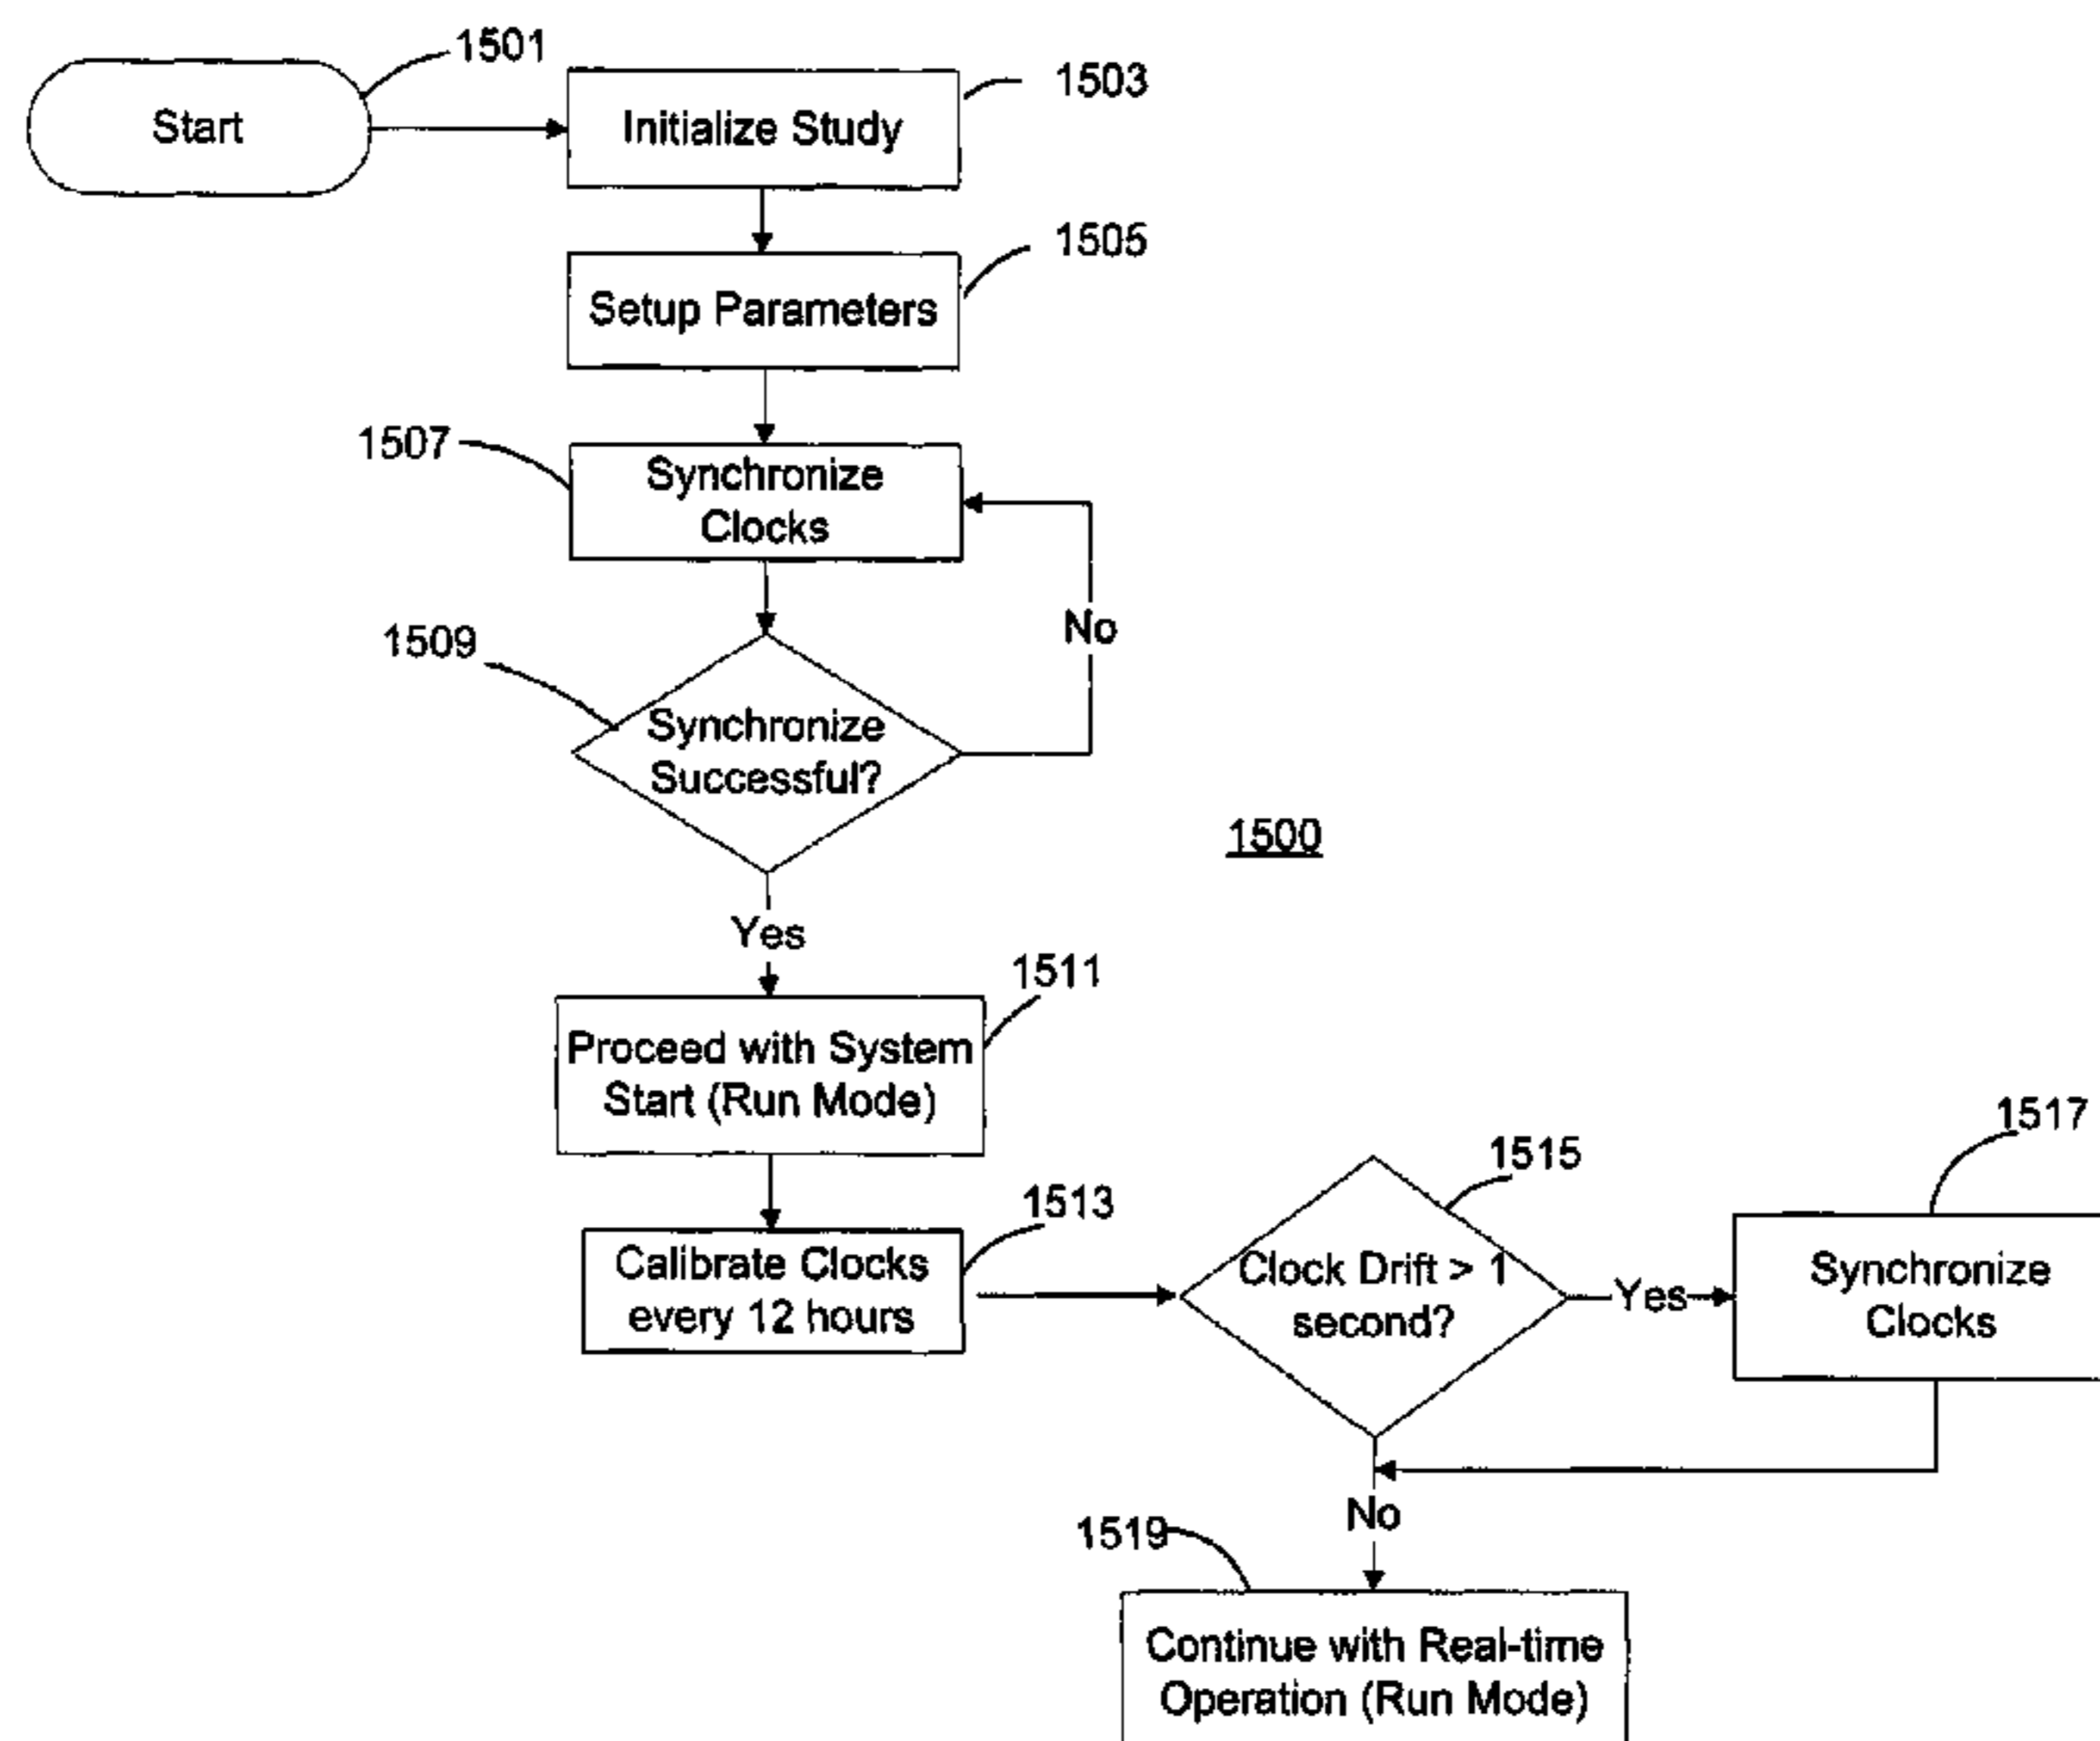 1501
Start
1503
Initialize Study
1505
Setup Parameters
1507
Synchronize
Clocks
No
1509
Synchronize
Successful?
1500
Yes
1511
Proceed with System
Start (Run Mode)
1513
Calibrate Clocks
every 12 hours
1515
Clock Drift > 1
second?
Yes
1517
Synchronize
Clocks
No
1519
Continue with Real-time
Operation (Run Mode)